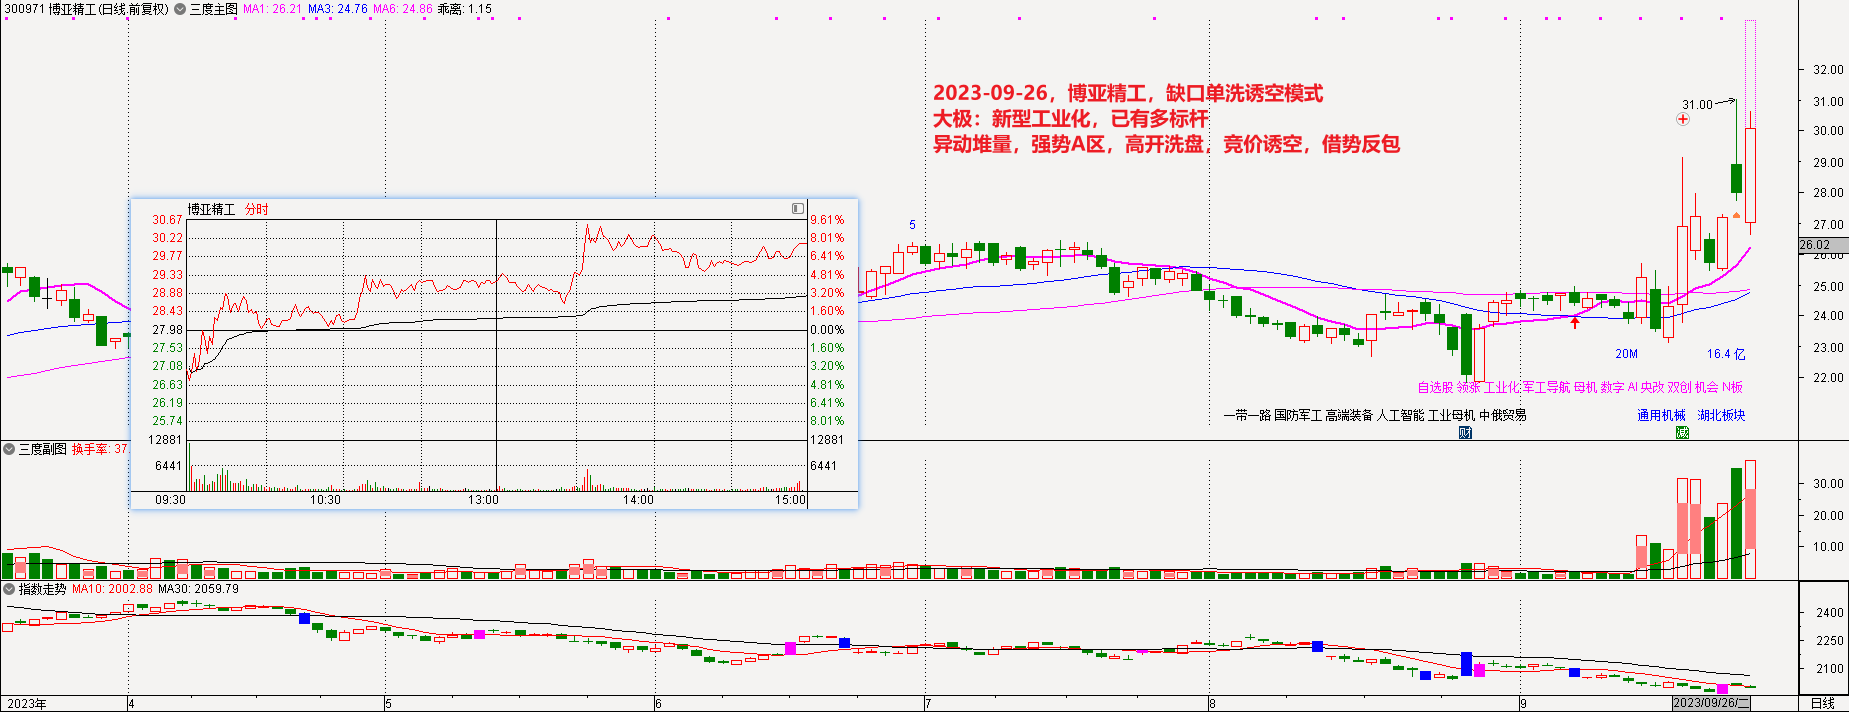 300971 博亚精工(日线.前复权) 三度主图 MA1: 26.21 MA3: 24.76 MA6: 24.86 乖离: 1.15
2023-09-26，博亚精工，缺口单洗诱空模式
大极：新型工业化，已有多标杆
异动堆量，强势A区，高开洗盘，竞价诱空，借势反包
31.00
32.00
31.00
30.00
29.00
28.00
27.00
26.02
26.00
25.00
24.00
23.00
22.00
5
博亚精工 分时
30.67 9.61%
30.22 8.01%
29.77 6.41%
29.33 4.81%
28.88 3.20%
28.43 1.60%
27.98 0.00%
27.53 1.60%
27.08 3.20%
26.63 4.81%
26.19 6.41%
25.74 8.01%
12881 12881
6441 6441
09:30 10:30 13:00 14:00 15:00
20M 16.4 亿
自选股 领涨 工业化 军工导航 母机 数字 AI 央改 双创 机会 N板
一带一路 国防军工 高端装备 人工智能 工业母机 中俄贸易
通用机械 湖北板块
财 减
三度副图 换手率: 37.
30.00
20.00
10.00
指数走势 MA10: 2002.88 MA30: 2059.79
2400
2250
2100
2023年 4 5 6 7 8 9 2023/09/26/二 日线